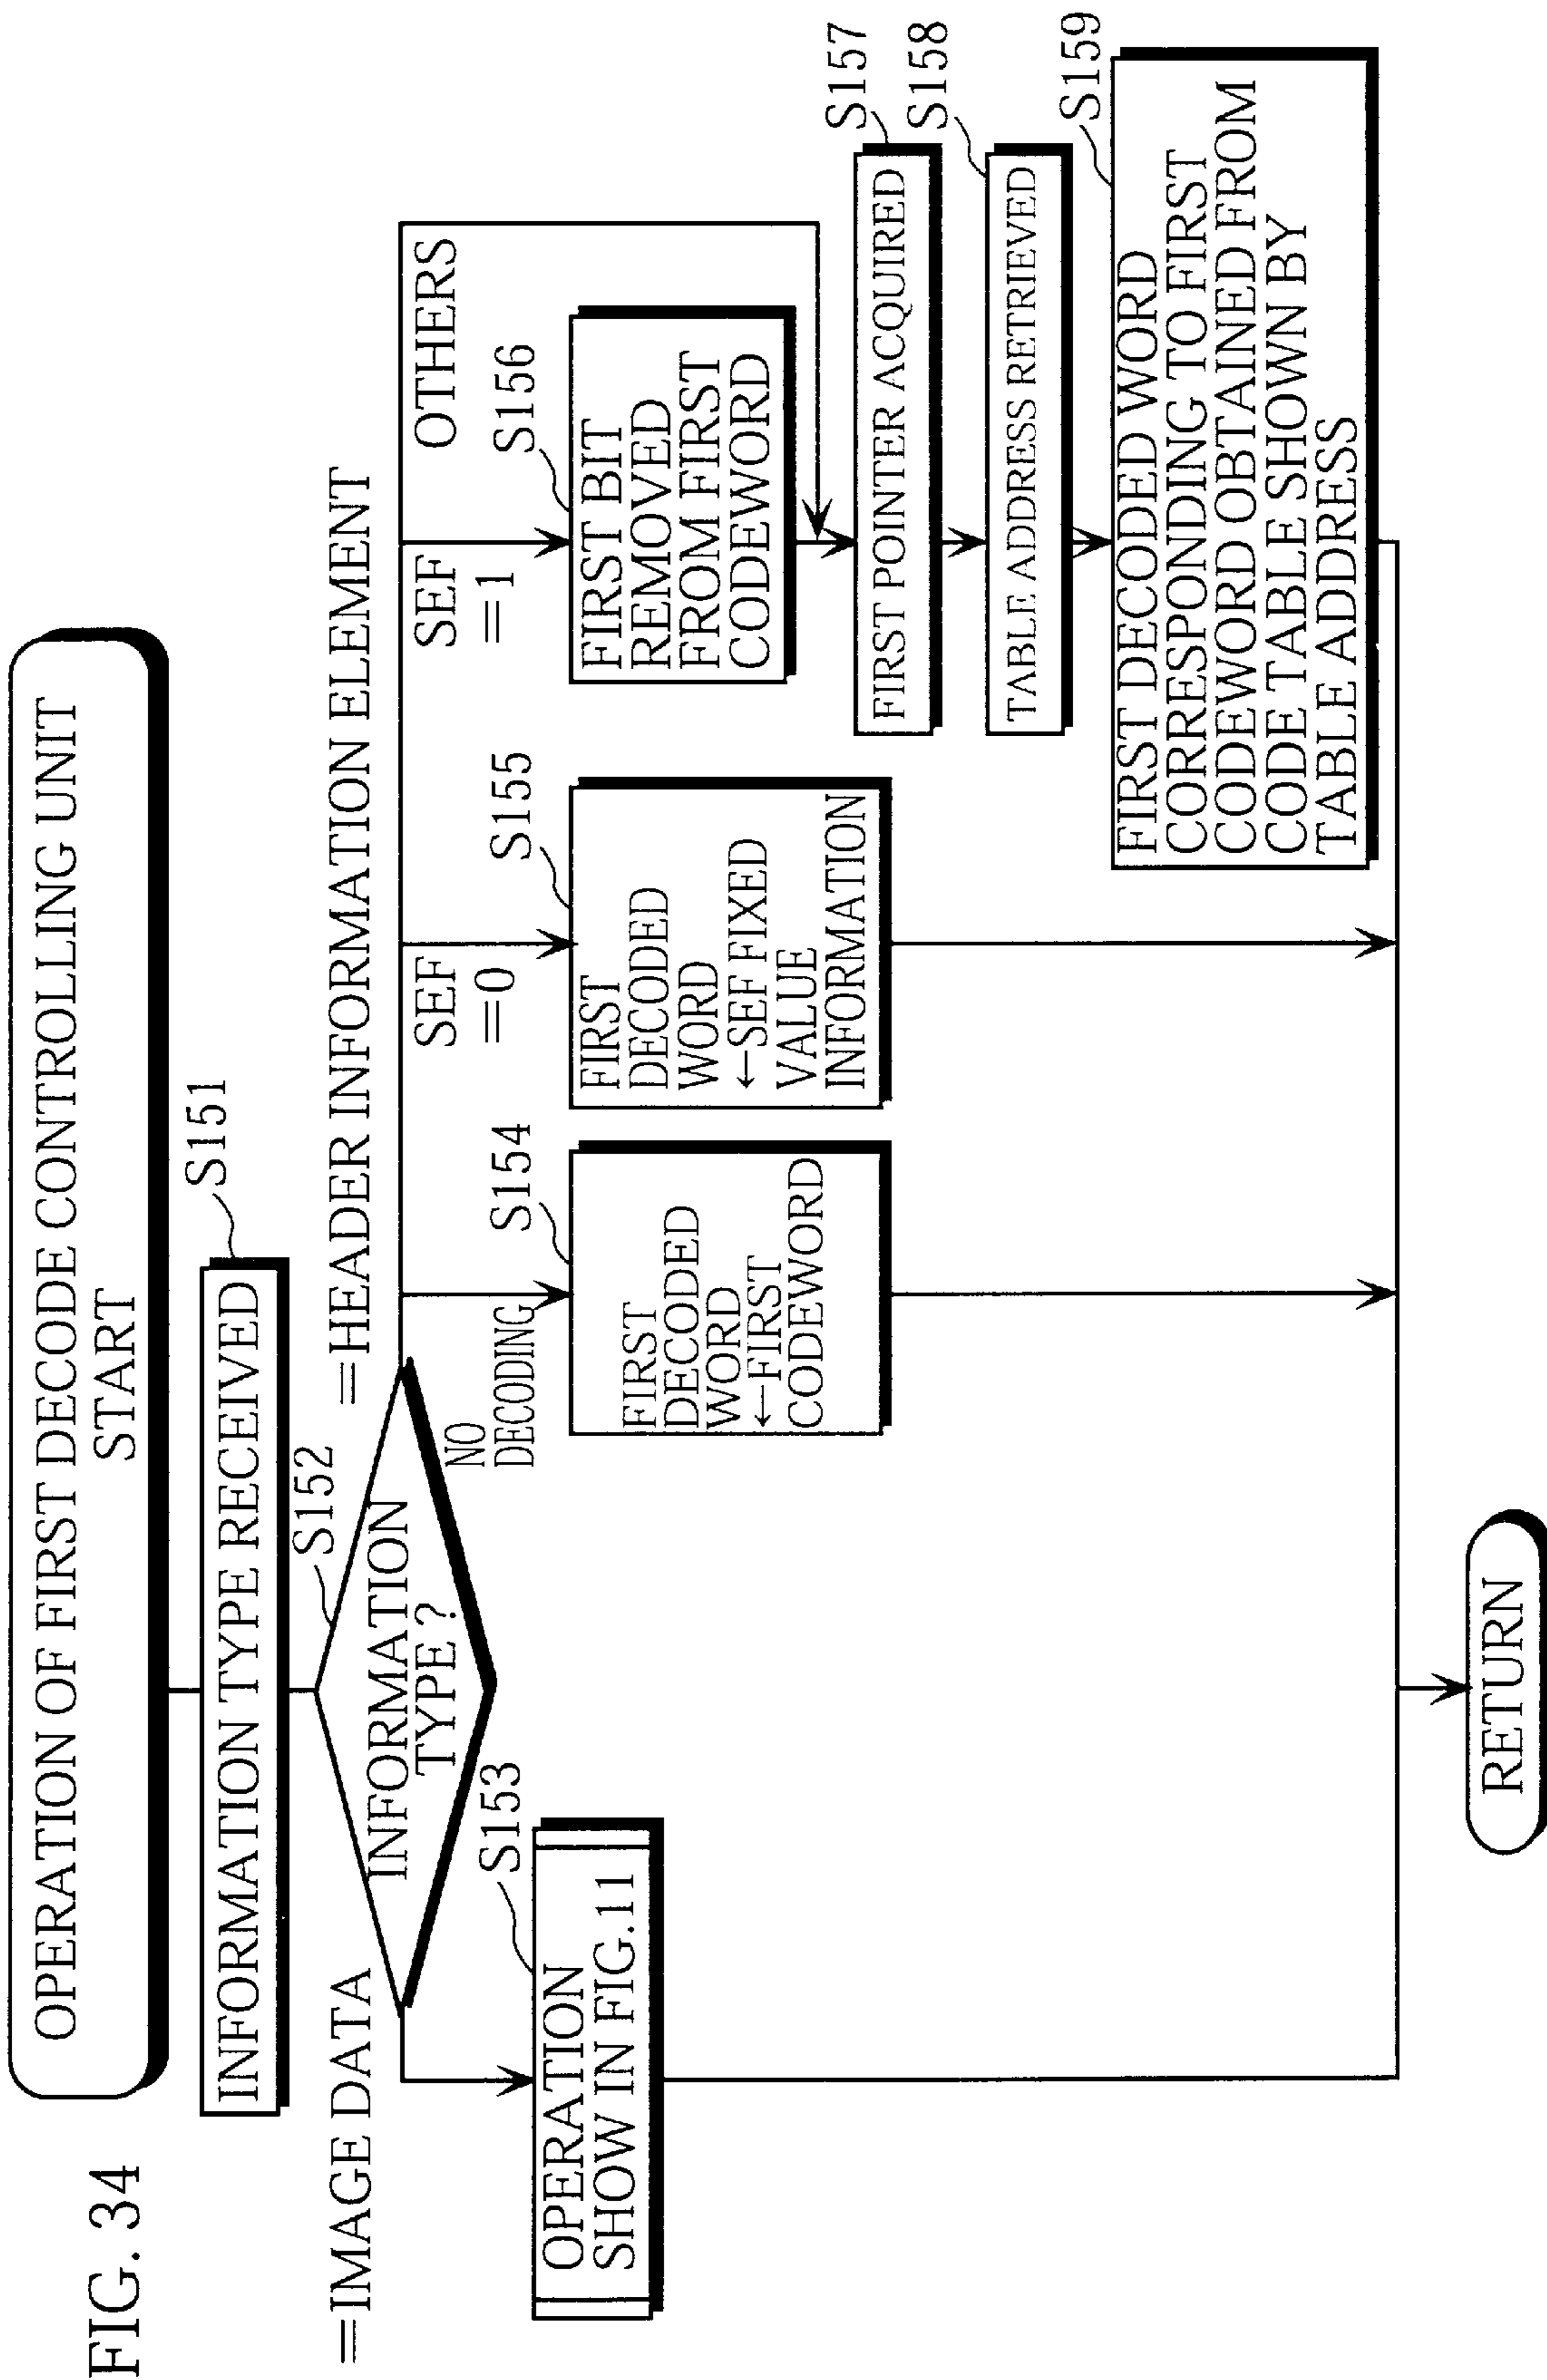 FIG. 34
OPERATION OF FIRST DECODE CONTROLLING UNIT
START
S151
INFORMATION TYPE RECEIVED
S152
INFORMATION
TYPE?
=IMAGE DATA
=HEADER INFORMATION ELEMENT
S153
OPERATION
SHOW IN FIG.11
NO
DECODING
S154
FIRST
DECODED
WORD
←FIRST
CODEWORD
SEF
=0
S155
FIRST
DECODED
WORD
←SEF FIXED
VALUE
INFORMATION
SEF
=1
S156
FIRST BIT
REMOVED
FROM FIRST
CODEWORD
OTHERS
S157
FIRST POINTER ACQUIRED
S158
TABLE ADDRESS RETRIEVED
S159
FIRST DECODED WORD
CORRESPONDING TO FIRST
CODEWORD OBTAINED FROM
CODE TABLE SHOWN BY
TABLE ADDRESS
RETURN